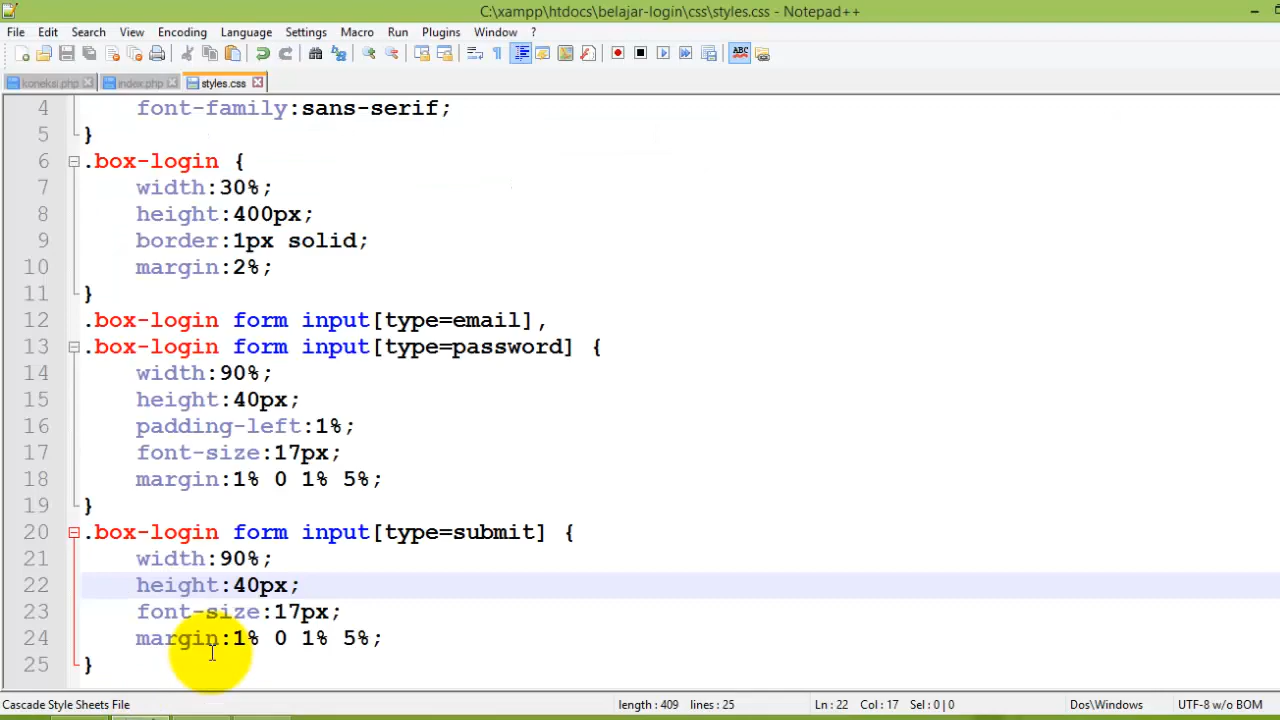 C:\xampp\htdocs\belajar-login\css\styles.css - Notepad++
File Edit Search View Encoding Language Settings Macro Run Plugins Window ?
ABC
koneksi.php index.php styles.css
4 font-family:sans-serif;
5 }
6 .box-login {
7 width:30%;
8 height:400px;
9 border:1px solid;
10 margin:2%;
11 }
12 .box-login form input[type=email],
13 .box-login form input[type=password] {
14 width:90%;
15 height:40px;
16 padding-left:1%;
17 font-size:17px;
18 margin:1% 0 1% 5%;
19 }
20 .box-login form input[type=submit] {
21 width:90%;
22 height:40px;
23 font-size:17px;
24 margin:1% 0 1% 5%;
25 }
Cascade Style Sheets File length : 409 lines : 25 Ln : 22 Col : 17 Sel : 0 | 0 Dos\Windows UTF-8 w/o BOM